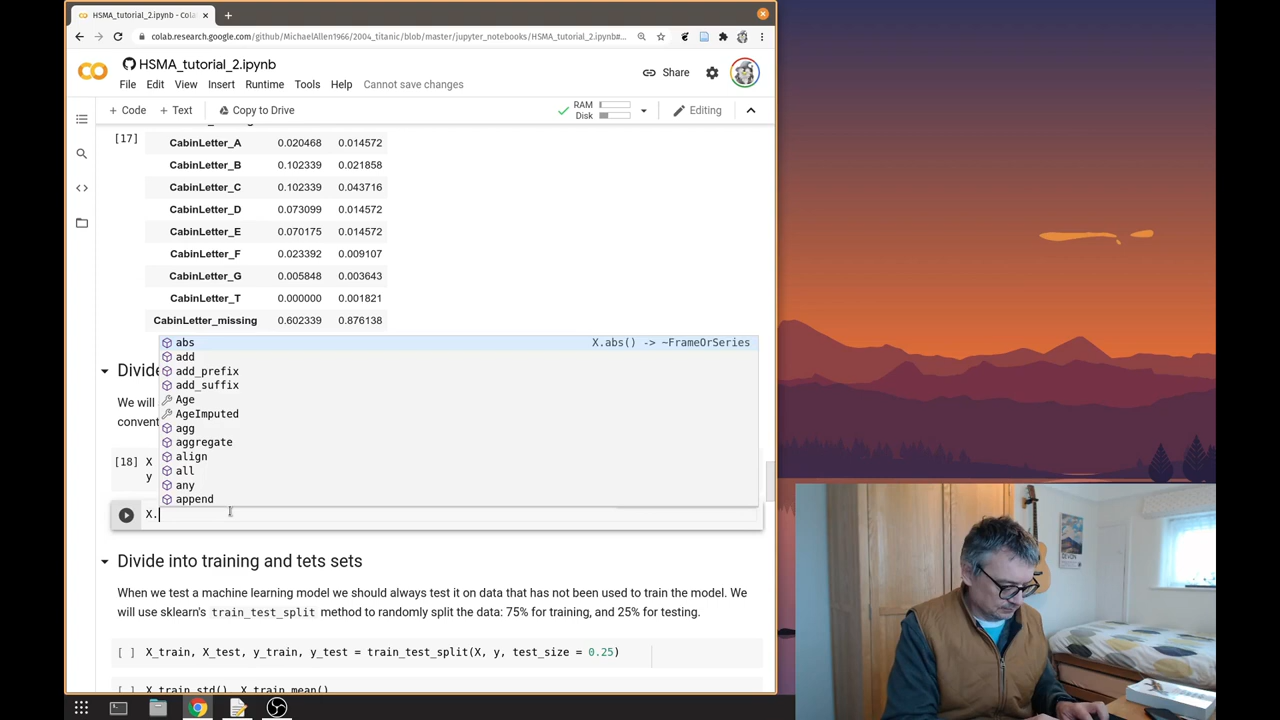 HSMA_tutorial_2.ipynb - Cola
colab.research.google.com/github/MichaelAllen1966/2004_titanic/blob/master/jupyter_notebooks/HSMA_tutorial_2.ipynb#...
HSMA_tutorial_2.ipynb
Share
File Edit View Insert Runtime Tools Help Cannot save changes
+ Code + Text Copy to Drive
RAM
Disk
Editing
[17]
CabinLetter_A 0.020468 0.014572
CabinLetter_B 0.102339 0.021858
CabinLetter_C 0.102339 0.043716
CabinLetter_D 0.073099 0.014572
CabinLetter_E 0.070175 0.014572
CabinLetter_F 0.023392 0.009107
CabinLetter_G 0.005848 0.003643
CabinLetter_T 0.000000 0.001821
CabinLetter_missing 0.602339 0.876138
abs X.abs() -> ~FrameOrSeries
add
add_prefix
add_suffix
Age
AgeImputed
agg
aggregate
align
all
any
append
Divide
We will
convent
[18] X
y
X.
Divide into training and tets sets
When we test a machine learning model we should always test it on data that has not been used to train the model. We
will use sklearn's train_test_split method to randomly split the data: 75% for training, and 25% for testing.
[ ] X_train, X_test, y_train, y_test = train_test_split(X, y, test_size = 0.25)
[ ] X_train.std(), X_train.mean()
DEVON